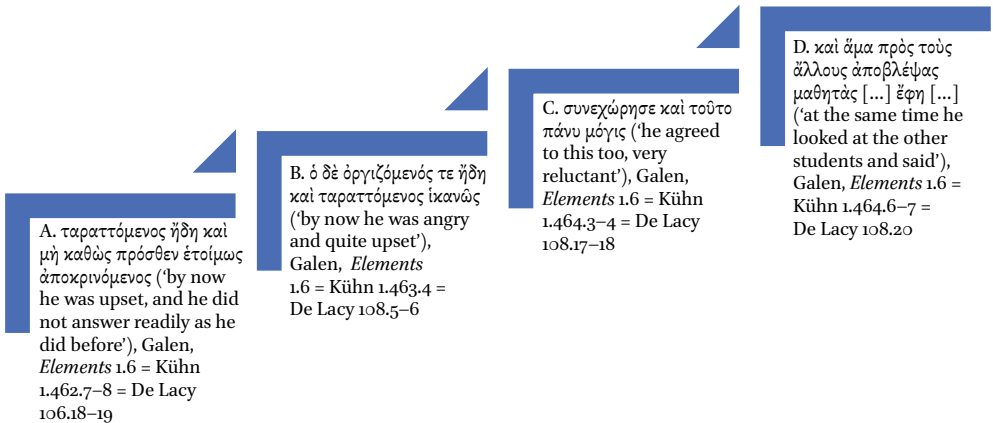 A. ταραττόμενος ἤδη καὶ
μὴ καθὼς πρόσθεν ἑτοίμως
ἀποκρινόμενος (‘by now
he was upset, and he did
not answer readily as he
did before’), Galen,
Elements 1.6 = Kühn
1.462.7–8 = De Lacy
106.18–19
B. ὁ δὲ ὀργιζόμενός τε ἤδη
καὶ ταραττόμενος ἱκανῶς
(‘by now he was angry
and quite upset’),
Galen, Elements
1.6 = Kühn 1.463.4 =
De Lacy 108.5–6
C. συνεχώρησε καὶ τοῦτο
πάνυ μόγις (‘he agreed
to this too, very
reluctant’), Galen,
Elements 1.6 = Kühn
1.464.3–4 = De Lacy
108.17–18
D. καὶ ἅμα πρὸς τοὺς
ἄλλους ἀποβλέψας
μαθητὰς [...] ἔφη [...]
(‘at the same time he
looked at the other
students and said’),
Galen, Elements 1.6 =
Kühn 1.464.6–7 =
De Lacy 108.20